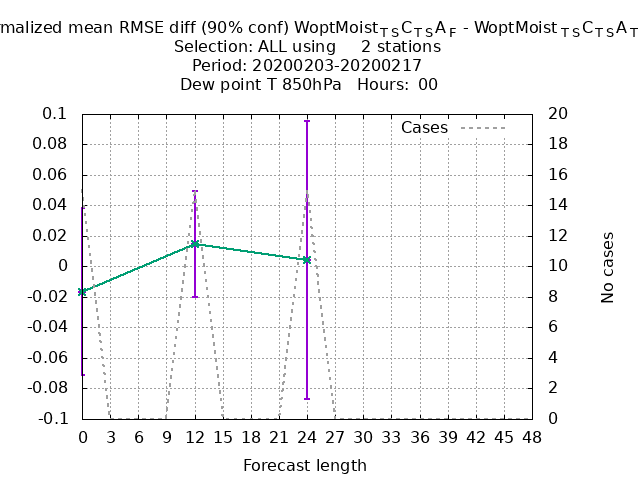 rmalized mean RMSE diff (90% conf) WoptMoistTSCTSAF - WoptMoistTSCTSAT
Selection: ALL using 2 stations
Period: 20200203-20200217
Dew point T 850hPa Hours: 00
Cases
0.1
0.08
0.06
0.04
0.02
0
-0.02
-0.04
-0.06
-0.08
-0.1
20
18
16
14
12
10
8
6
4
2
0
No cases
0 3 6 9 12 15 18 21 24 27 30 33 36 39 42 45 48
Forecast length